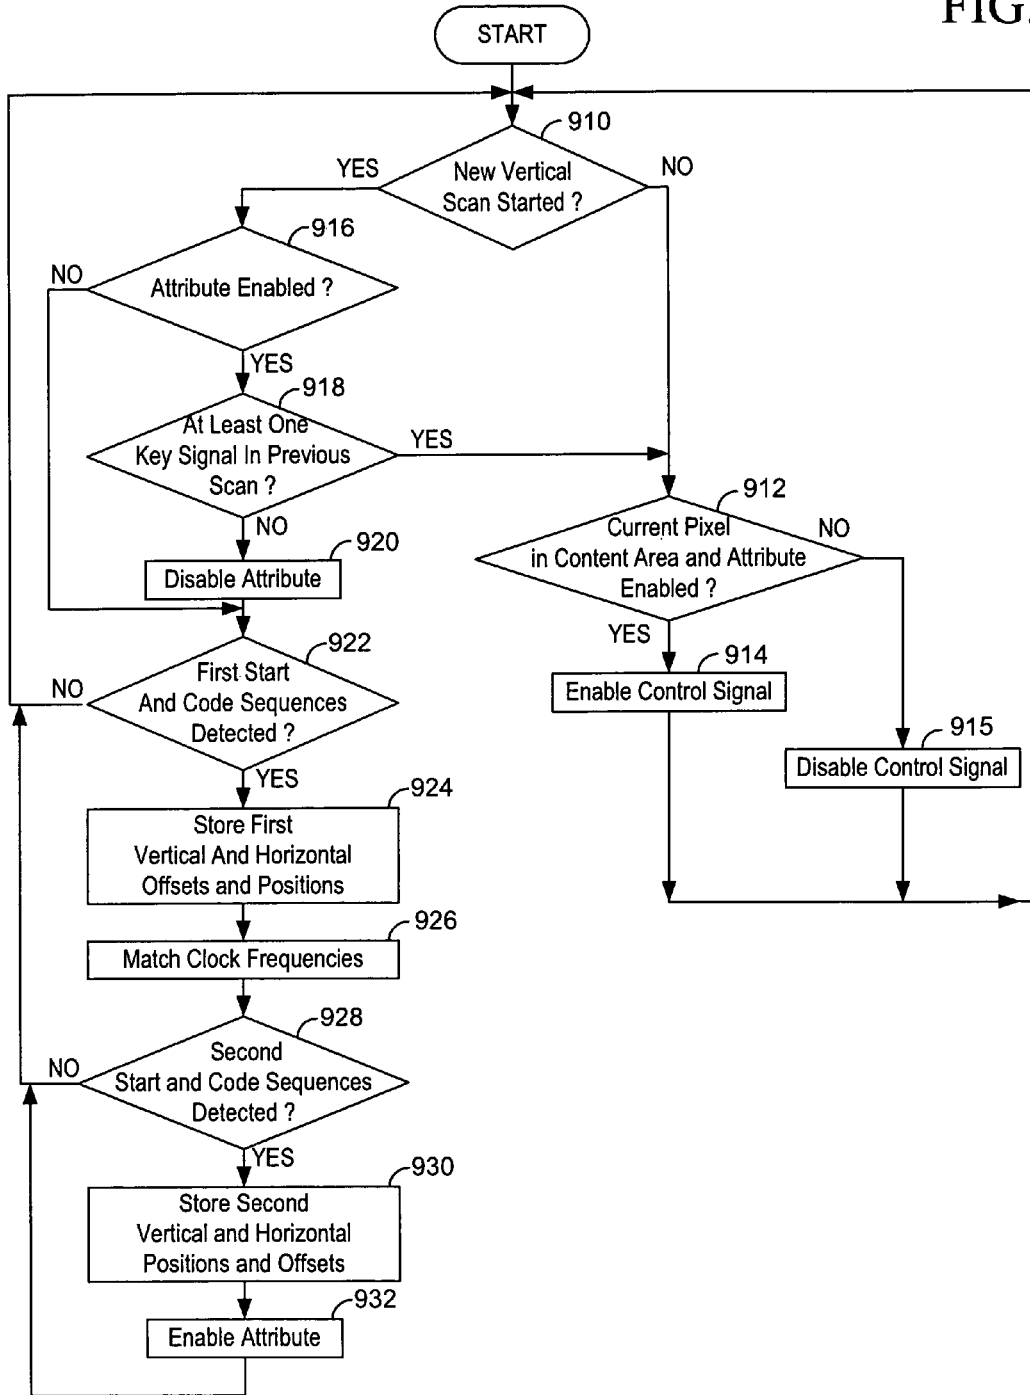 FIG.
START
910
YES
New Vertical
Scan Started ?
NO
916
NO
Attribute Enabled ?
YES
918
At Least One
Key Signal In Previous
Scan ?
YES
NO
920
Disable Attribute
912
Current Pixel
in Content Area and Attribute
Enabled ?
NO
YES
914
Enable Control Signal
915
Disable Control Signal
922
First Start
And Code Sequences
Detected ?
NO
YES
924
Store First
Vertical And Horizontal
Offsets and Positions
926
Match Clock Frequencies
928
Second
Start and Code Sequences
Detected ?
NO
YES
930
Store Second
Vertical and Horizontal
Positions and Offsets
932
Enable Attribute